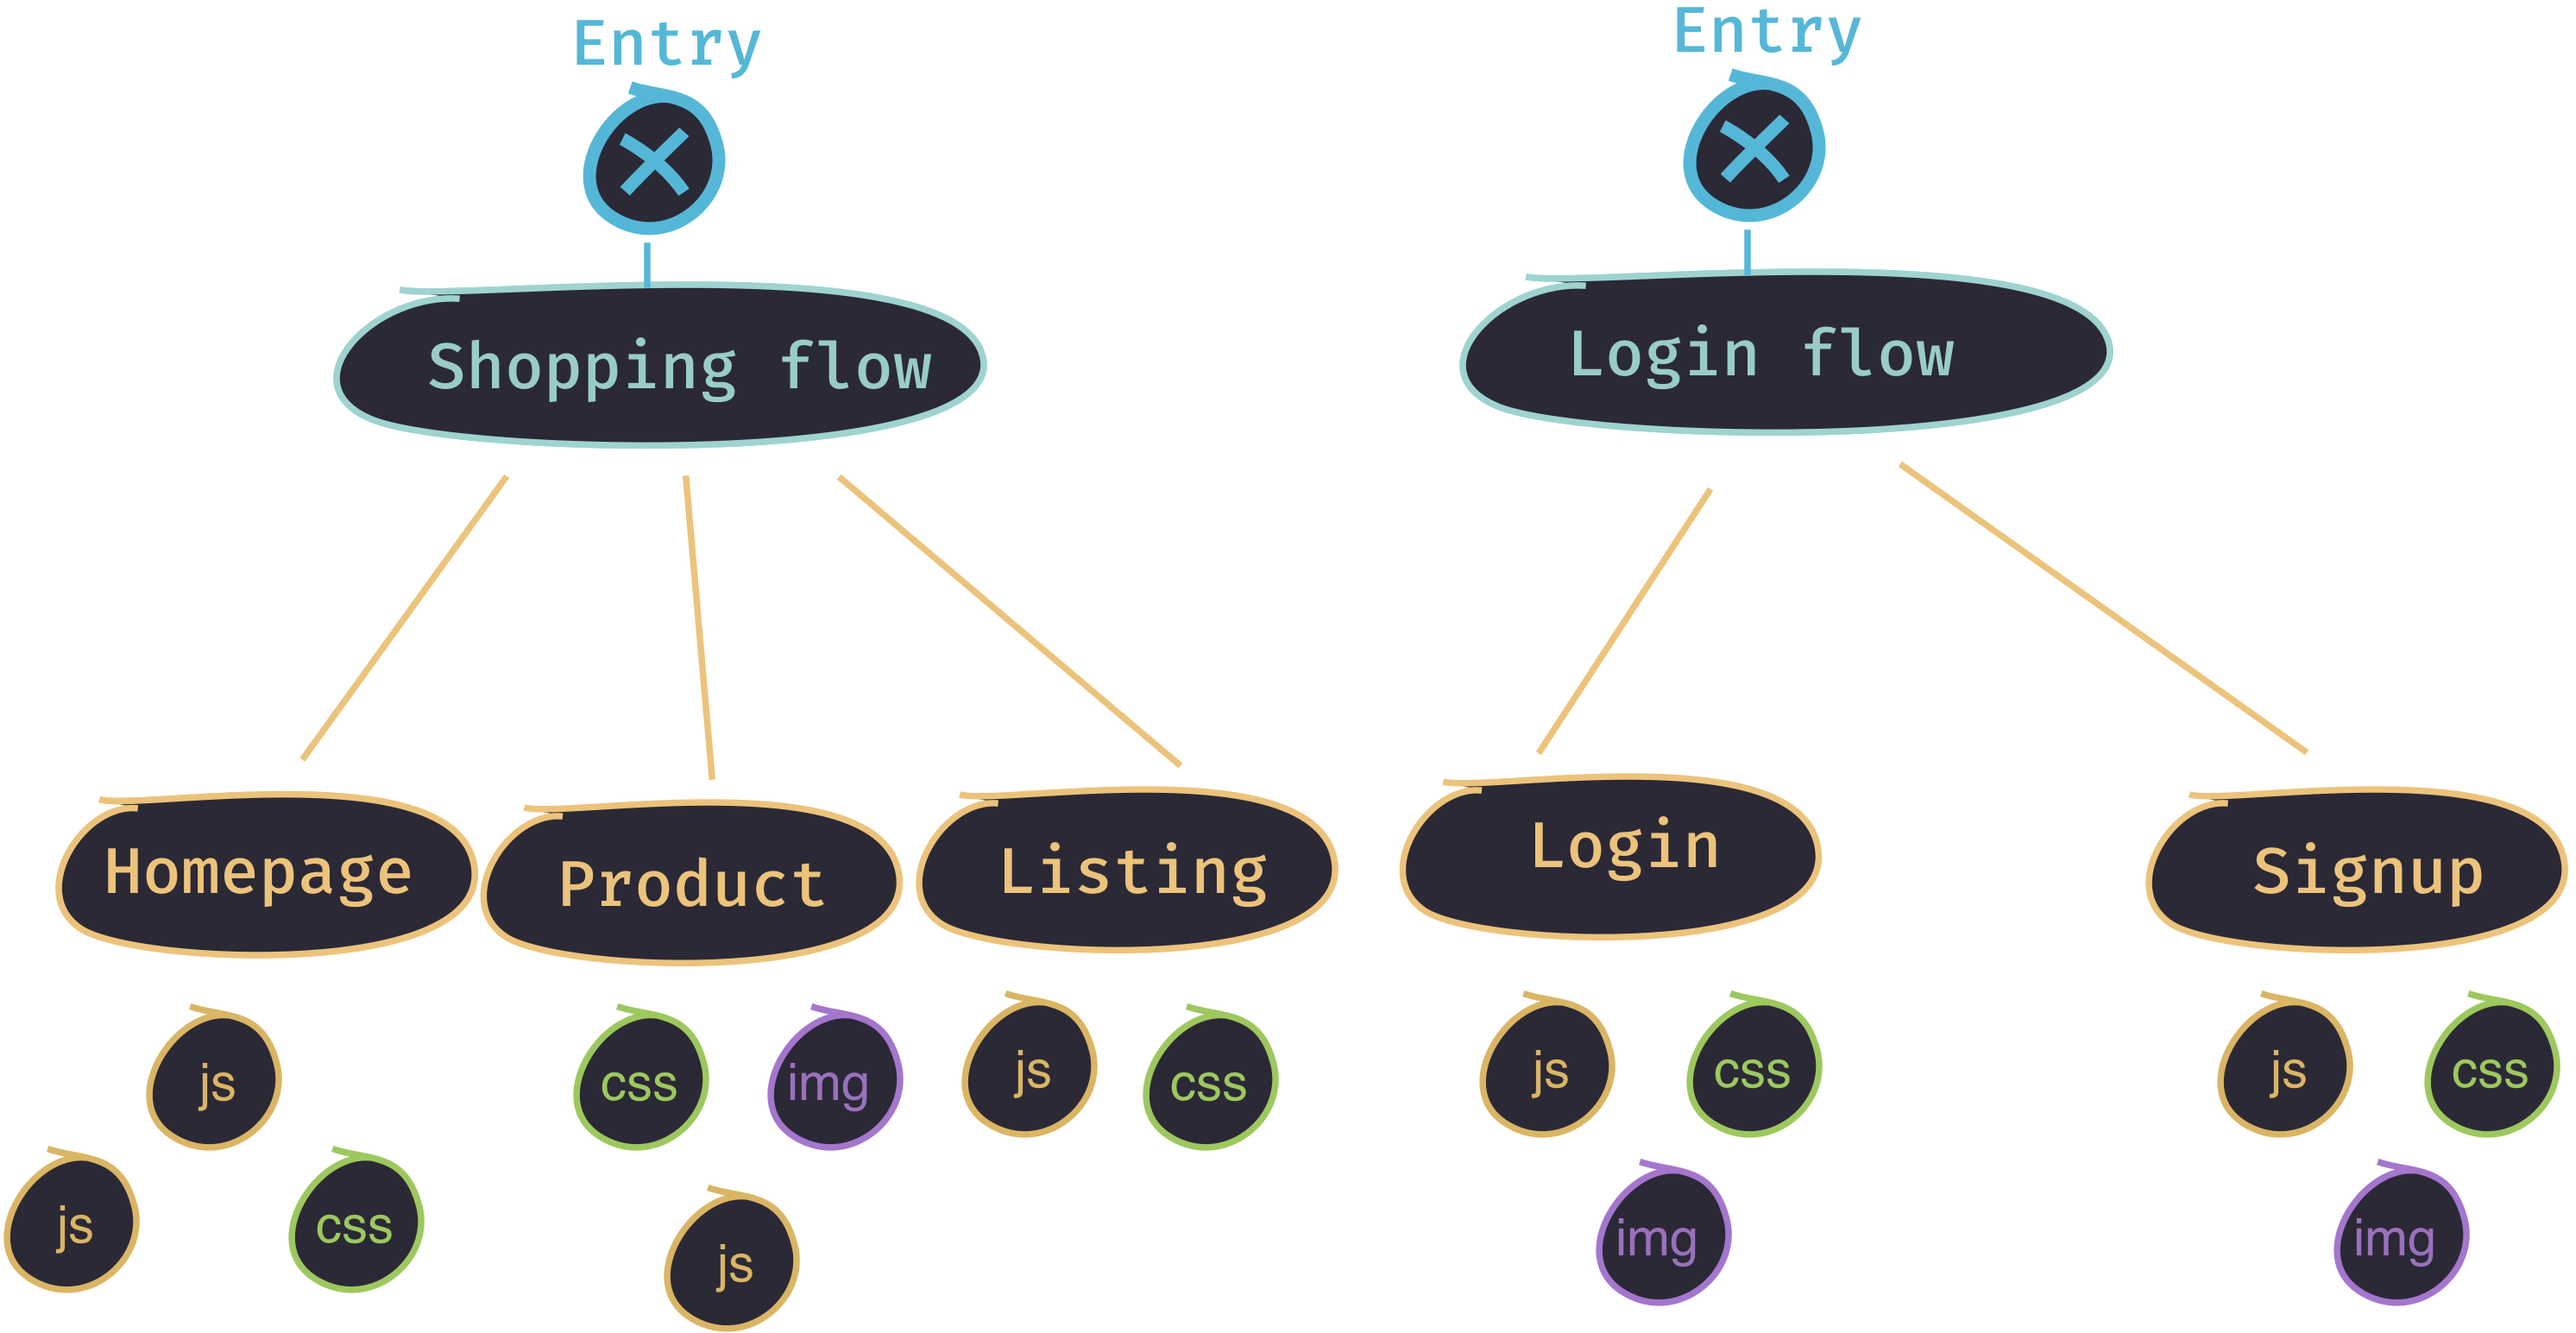 Entry
Entry
Shopping flow
Login flow
Homepage
Product
Listing
Login
Signup
js
css
img
js
css
js
css
js
css
js
css
js
img
img